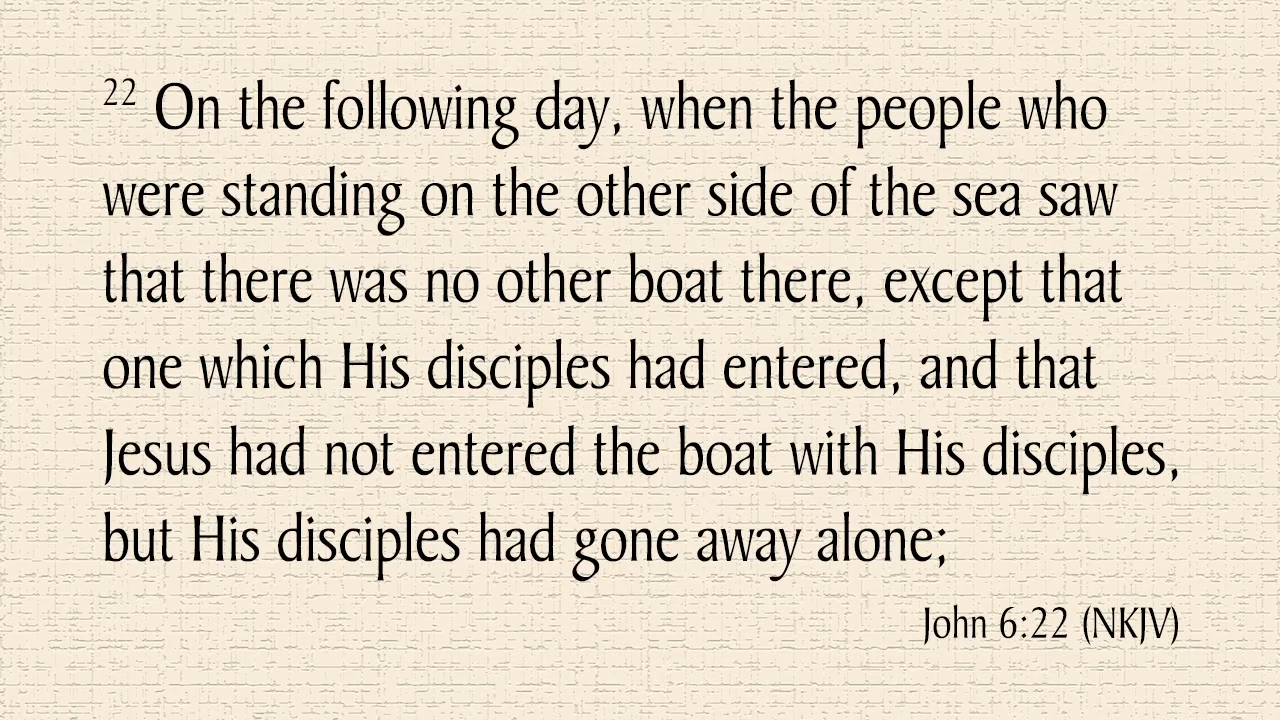 22 On the following day, when the people who
were standing on the other side of the sea saw
that there was no other boat there, except that
one which His disciples had entered, and that
Jesus had not entered the boat with His disciples,
but His disciples had gone away alone;
John 6:22 (NKJV)